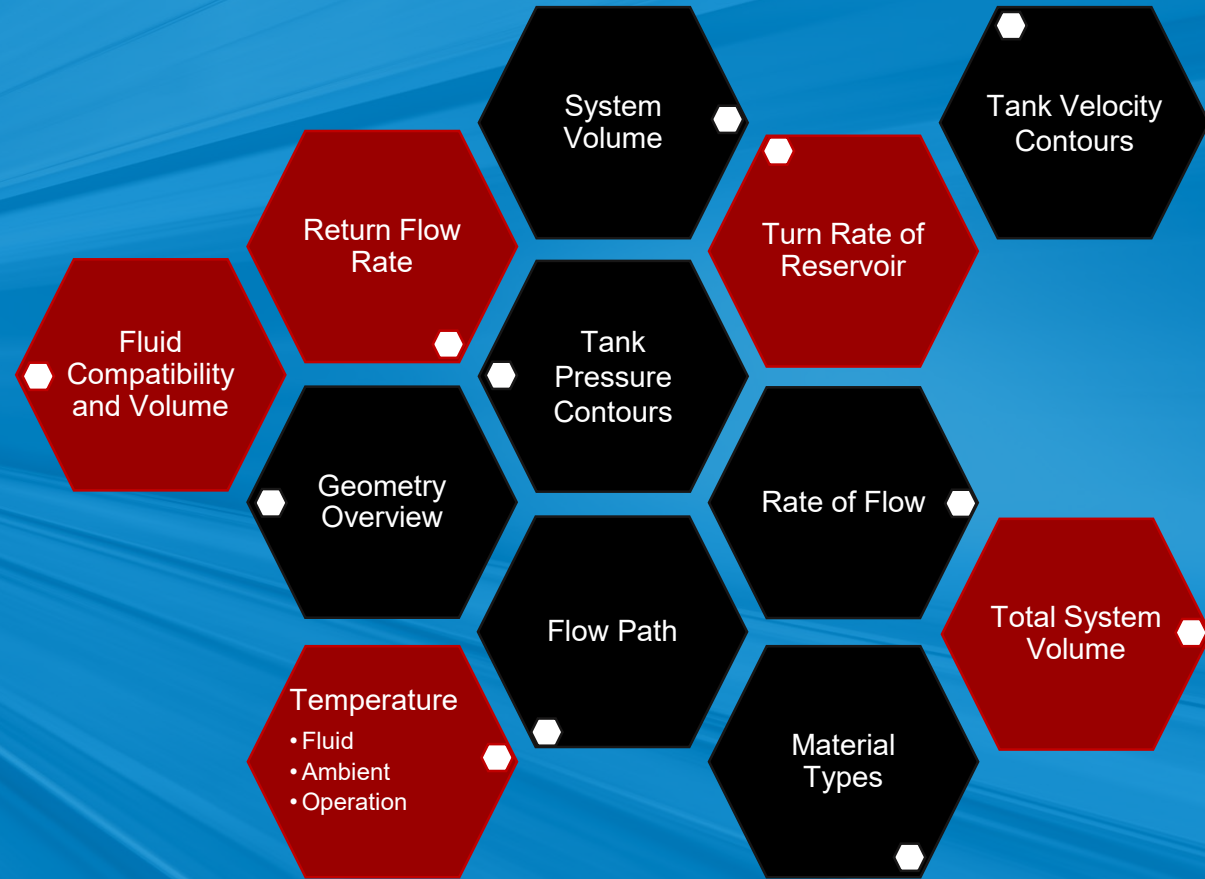 System
Volume
Tank Velocity
Contours
Return Flow
Rate
Turn Rate of
Reservoir
Fluid
Compatibility
and Volume
Tank
Pressure
Contours
Geometry
Overview
Rate of Flow
Flow Path
Total System
Volume
Temperature
• Fluid
• Ambient
• Operation
Material
Types